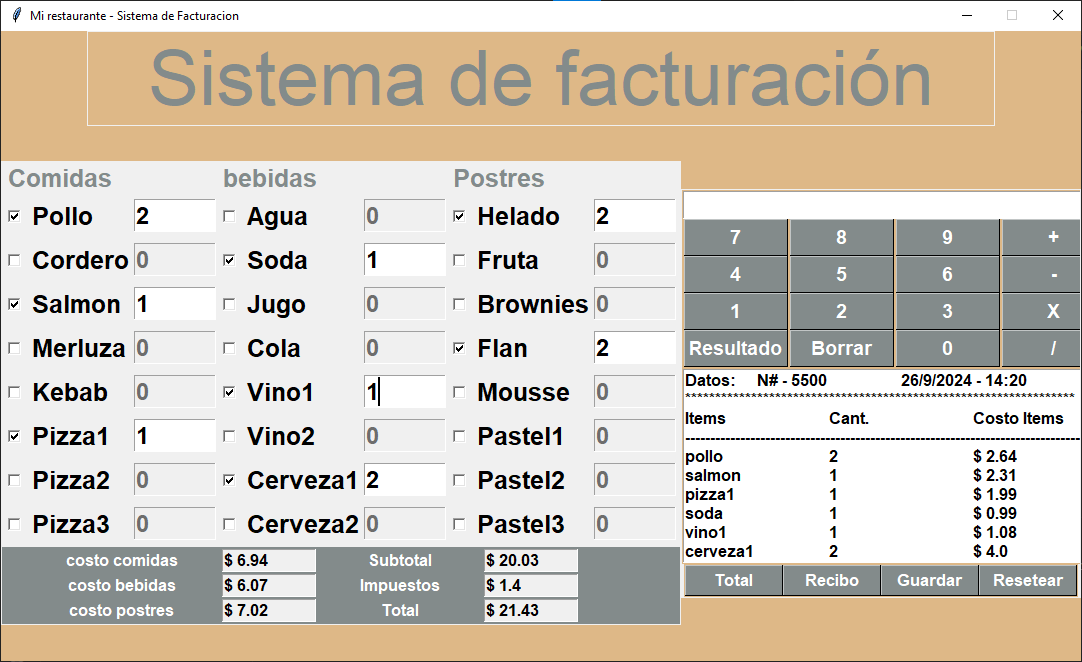 Mi restaurante - Sistema de Facturacion
Sistema de facturación
Comidas bebidas Postres
Pollo 2 Agua 0 Helado 2
Cordero 0 Soda 1 Fruta 0
Salmon 1 Jugo 0 Brownies 0
Merluza 0 Cola 0 Flan 2
Kebab 0 Vino1 1 Mousse 0
Pizza1 1 Vino2 0 Pastel1 0
Pizza2 0 Cerveza1 2 Pastel2 0
Pizza3 0 Cerveza2 0 Pastel3 0
costo comidas $ 6.94 Subtotal $ 20.03
costo bebidas $ 6.07 Impuestos $ 1.4
costo postres $ 7.02 Total $ 21.43
7 8 9 +
4 5 6 -
1 2 3 X
Resultado Borrar 0 /
Datos: N# - 5500 26/9/2024 - 14:20
Items Cant. Costo Items
pollo 2 $ 2.64
salmon 1 $ 2.31
pizza1 1 $ 1.99
soda 1 $ 0.99
vino1 1 $ 1.08
cerveza1 2 $ 4.0
Total Recibo Guardar Resetear